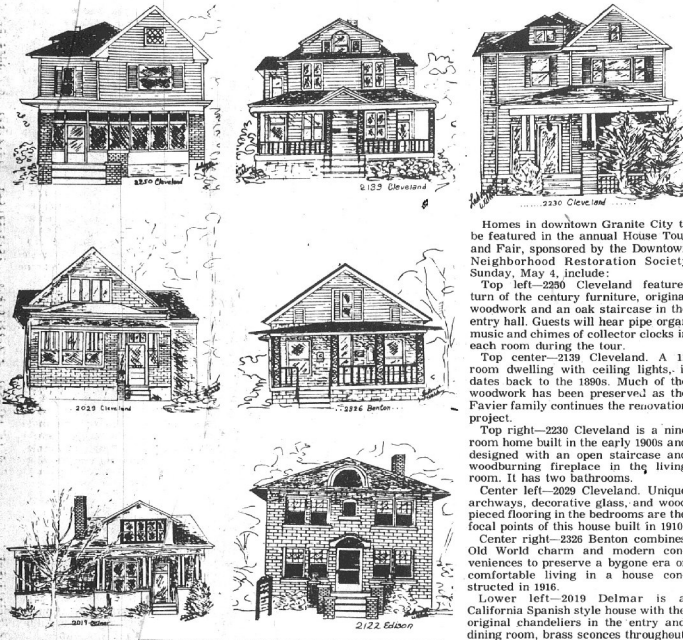 2250 Cleveland
2139 Cleveland
2230 Cleveland
2029 Cleveland
2326 Benton
2019 Delmar
2122 Edison
Homes in downtown Granite City t
be featured in the annual House Tou
and Fair, sponsored by the Downtow
Neighborhood Restoration Societ
Sunday, May 4, include:
Top left—2250 Cleveland feature
turn of the century furniture, origina
woodwork and an oak staircase in th
entry hall. Guests will hear pipe orga
music and chimes of collector clocks i
each room during the tour.
Top center—2139 Cleveland. A 1
room dwelling with ceiling lights, i
dates back to the 1890s. Much of th
woodwork has been preserved as th
Favier family continues the renovatio
project.
Top right—2230 Cleveland is a nin
room home built in the early 1900s an
designed with an open staircase an
woodburning fireplace in the livin
room. It has two bathrooms.
Center left—2029 Cleveland. Uniqu
archways, decorative glass, and woo
pieced flooring in the bedrooms are th
focal points of this house built in 1910
Center right—2326 Benton combine
Old World charm and modern con
veniences to preserve a bygone era o
comfortable living in a house con
structed in 1916.
Lower left—2019 Delmar is a
California Spanish style house with the
original chandeliers in the entry and
dining room, brass sconces throughou